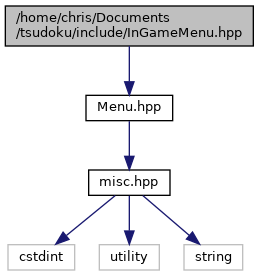 /home/chris/Documents
/tsudoku/include/InGameMenu.hpp
Menu.hpp
misc.hpp
cstdint
utility
string